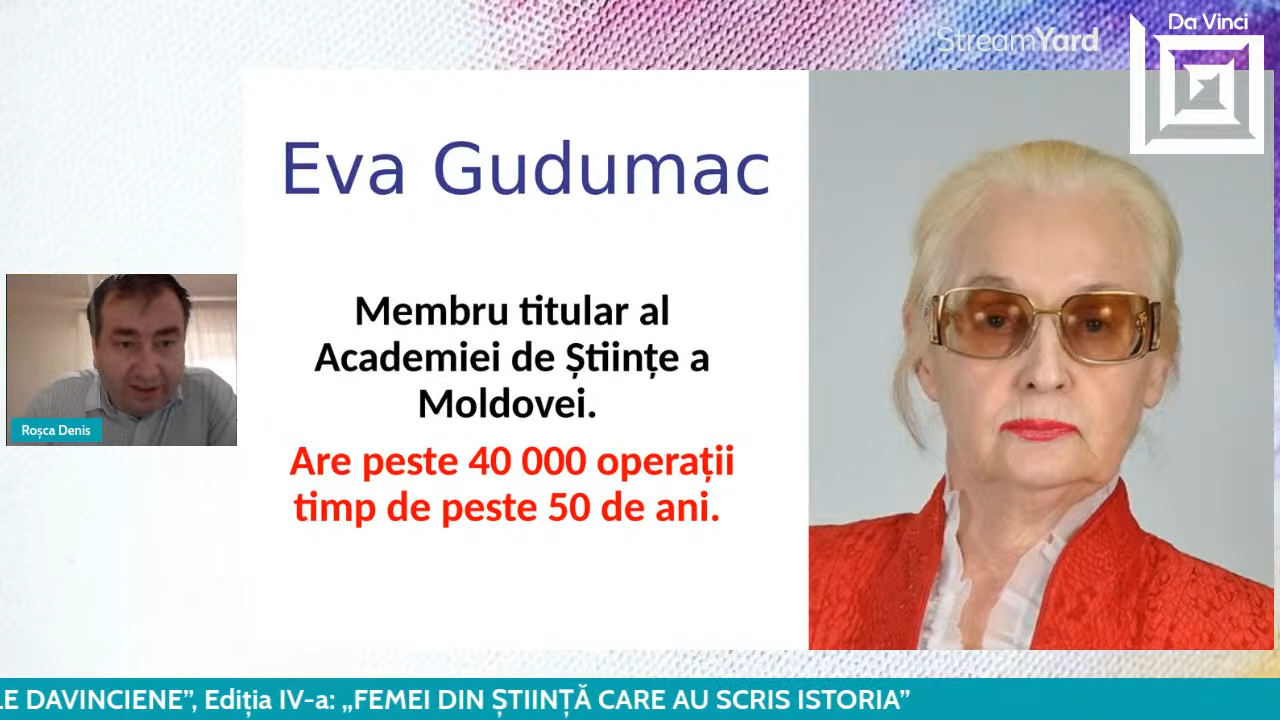 StreamYard
Da Vinci
Eva Gudumac
Membru titular al
Academiei de Științe a
Moldovei.
Are peste 40 000 operații
timp de peste 50 de ani.
Roșca Denis
LE DAVINCIENE”, Ediția IV-a: „FEMEI DIN ȘTIINȚĂ CARE AU SCRIS ISTORIA”